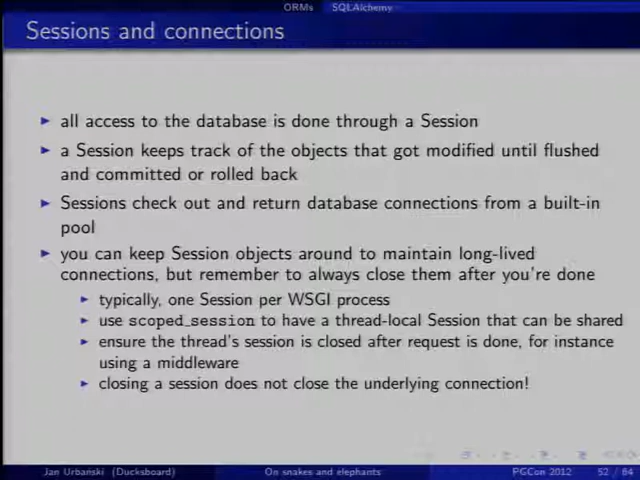 ORMs SQLAlchemy
Sessions and connections
all access to the database is done through a Session
a Session keeps track of the objects that got modified until flushed
and committed or rolled back
Sessions check out and return database connections from a built-in
pool
you can keep Session objects around to maintain long-lived
connections, but remember to always close them after you're done
typically, one Session per WSGI process
use scoped_session to have a thread-local Session that can be shared
ensure the thread's session is closed after request is done, for instance
using a middleware
closing a session does not close the underlying connection!
Jan Urbański (Ducksboard) On snakes and elephants PGCon 2012 52 / 64